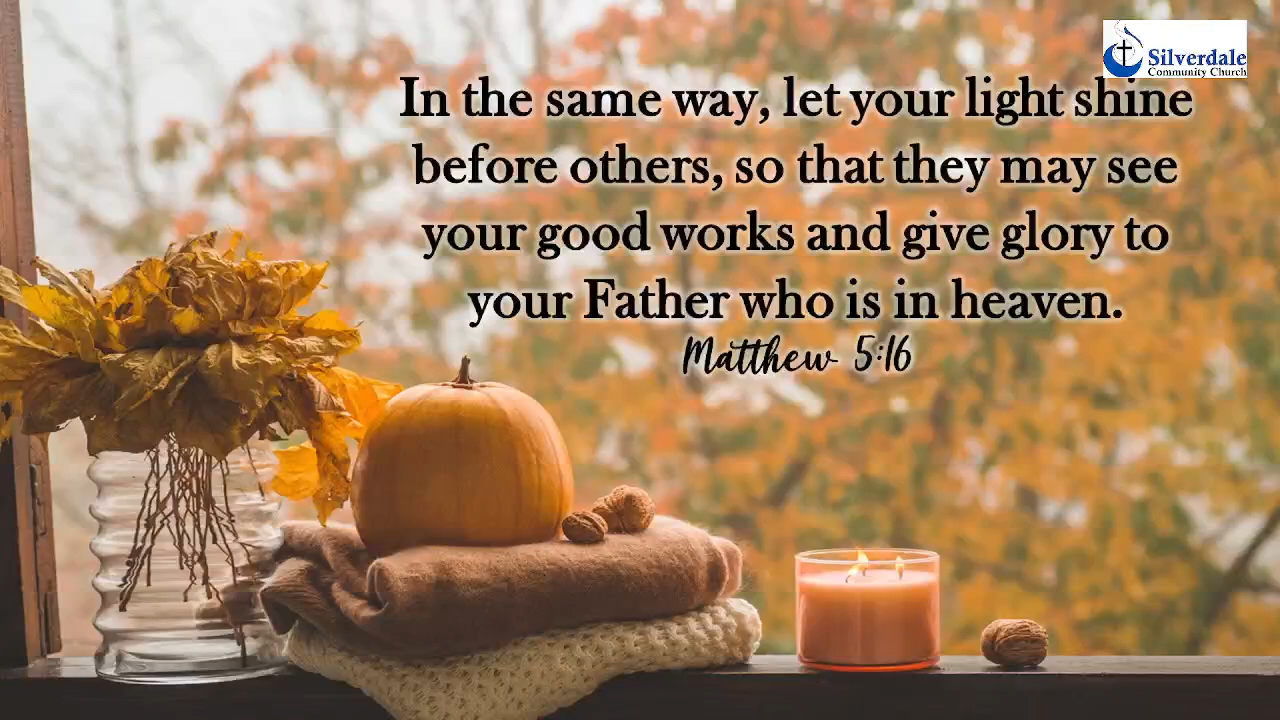 Silverdale
Community Church
In the same way, let your light shine
before others, so that they may see
your good works and give glory to
your Father who is in heaven.
Matthew 5:16